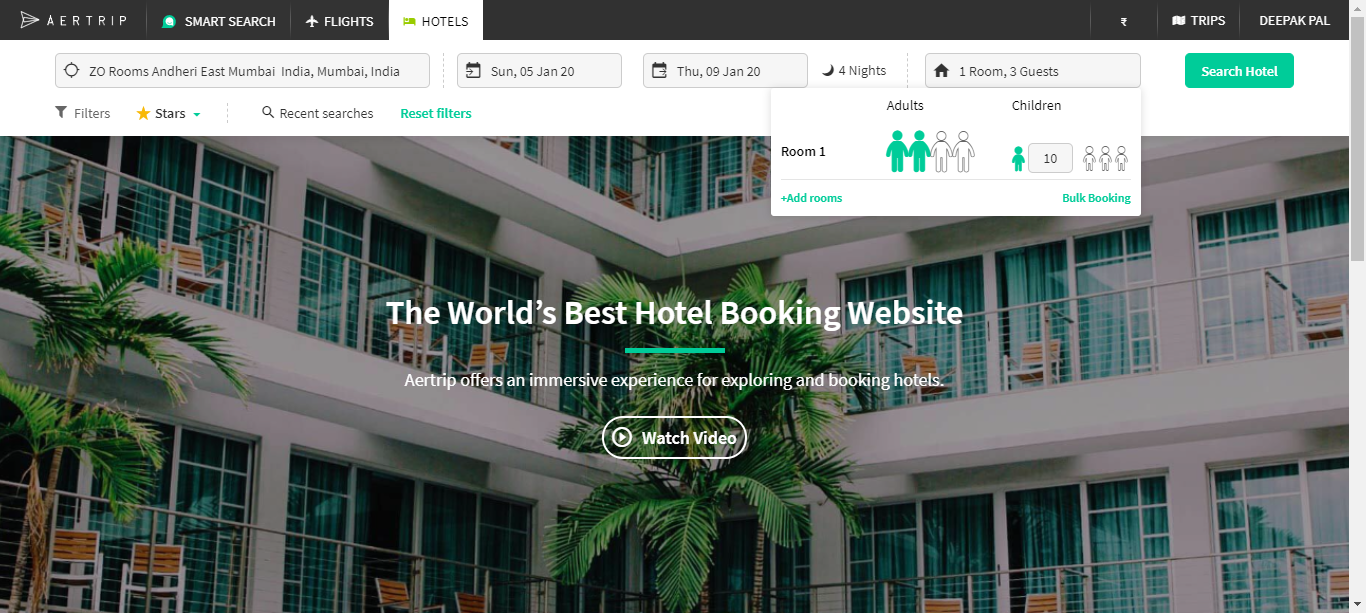 AERTRIP SMART SEARCH FLIGHTS HOTELS ₹ TRIPS DEEPAK PAL
ZO Rooms Andheri East Mumbai India, Mumbai, India Sun, 05 Jan 20 Thu, 09 Jan 20 4 Nights 1 Room, 3 Guests Search Hotel
Filters Stars Recent searches Reset filters
Adults Children
Room 1 10
+Add rooms Bulk Booking
The World’s Best Hotel Booking Website
Aertrip offers an immersive experience for exploring and booking hotels.
Watch Video